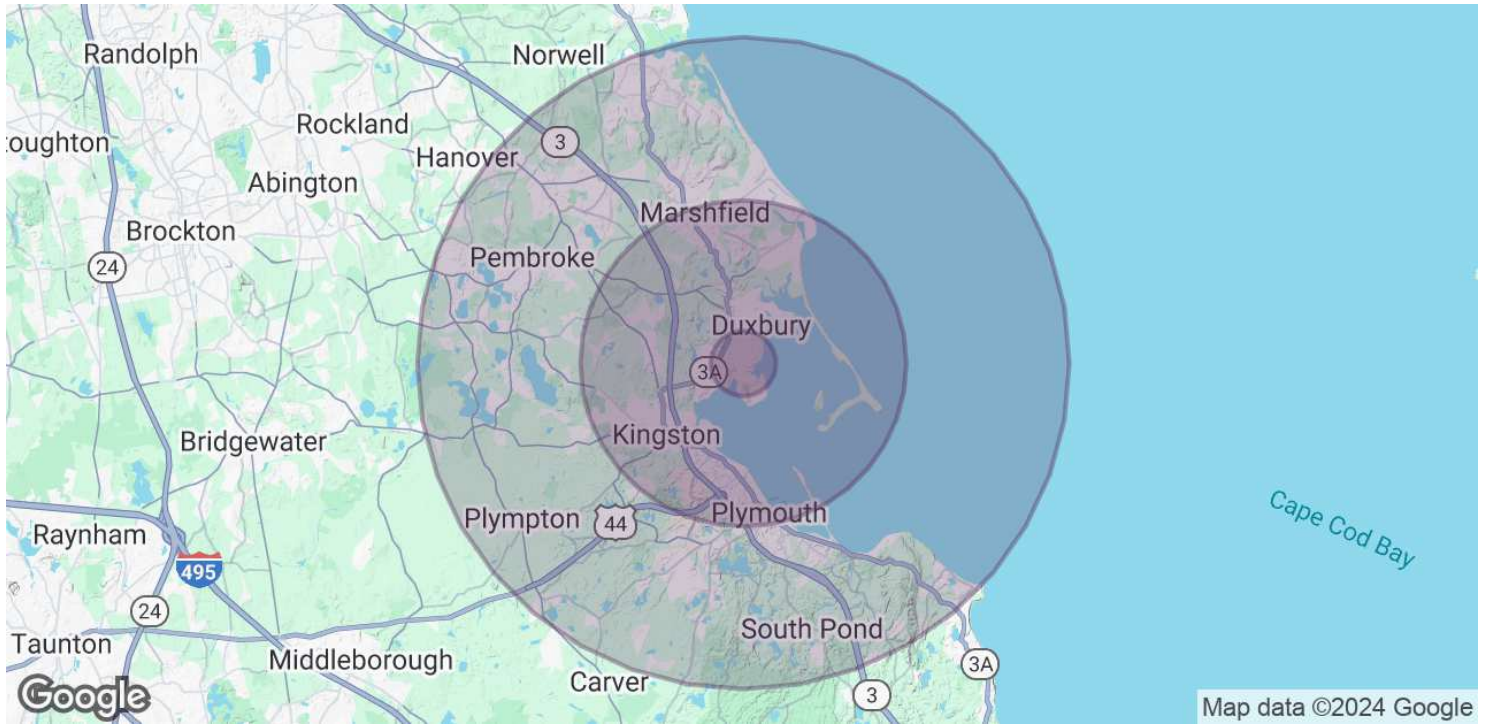 Randolph
Norwell
oughton
Rockland
3
Hanover
Abington
Marshfield
Brockton
Pembroke
24
Duxbury
3A
Kingston
Bridgewater
Plympton
44
Plymouth
Cape Cod Bay
Raynham
495
24
South Pond
Taunton
Middleborough
3A
Carver
3
Google
Map data ©2024 Google